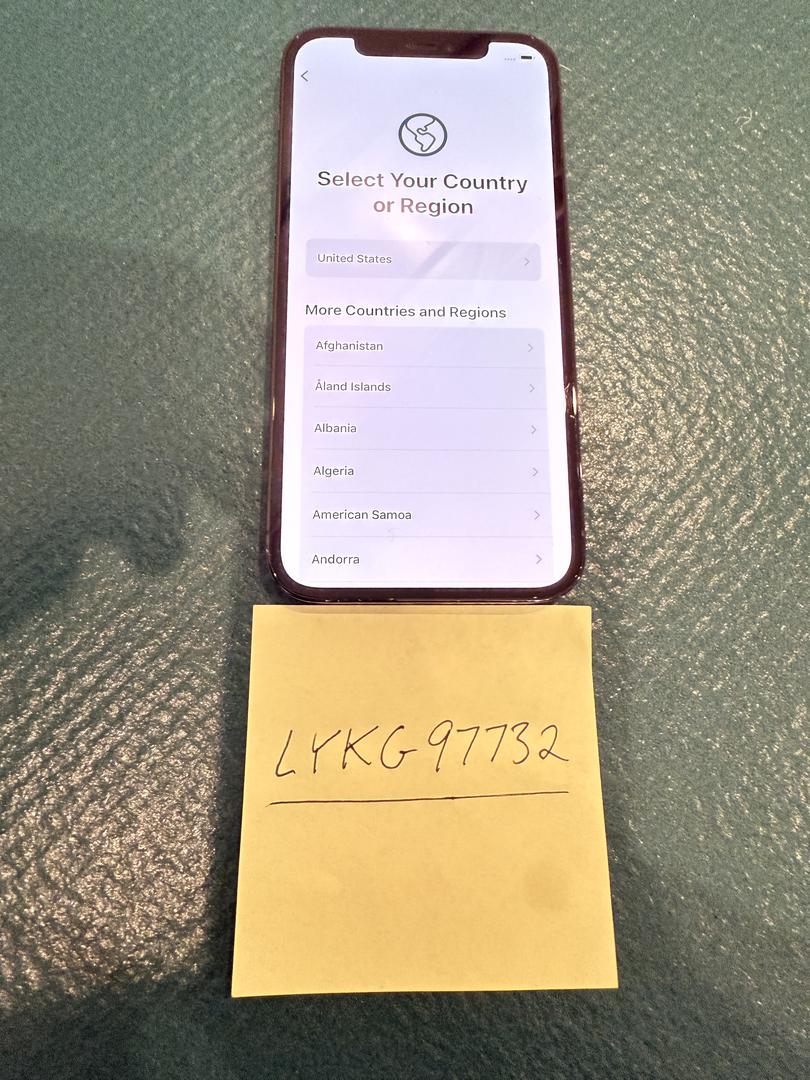 Select Your Country
or Region
United States
More Countries and Regions
Afghanistan
Åland Islands
Albania
Algeria
American Samoa
Andorra
LYKG97732